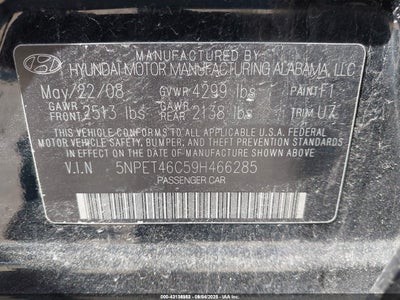 MANUFACTURED BY
HYUNDAI MOTOR MANUFACTURING ALABAMA, LLC
May/22/08 GVWR 4299 lbs PAINT F1
GAWR FRONT 2513 lbs GAWR REAR 2138 lbs TRIM UZ
THIS VEHICLE CONFORMS TO ALL APPLICABLE U.S. FEDERAL
MOTOR VEHICLE SAFETY, BUMPER, AND THEFT PREVENTION
STANDARDS IN EFFECT ON THE DATE OF MANUFACTURE SHOWN ABOVE.
V.I.N 5NPET46C59H466285
PASSENGER CAR